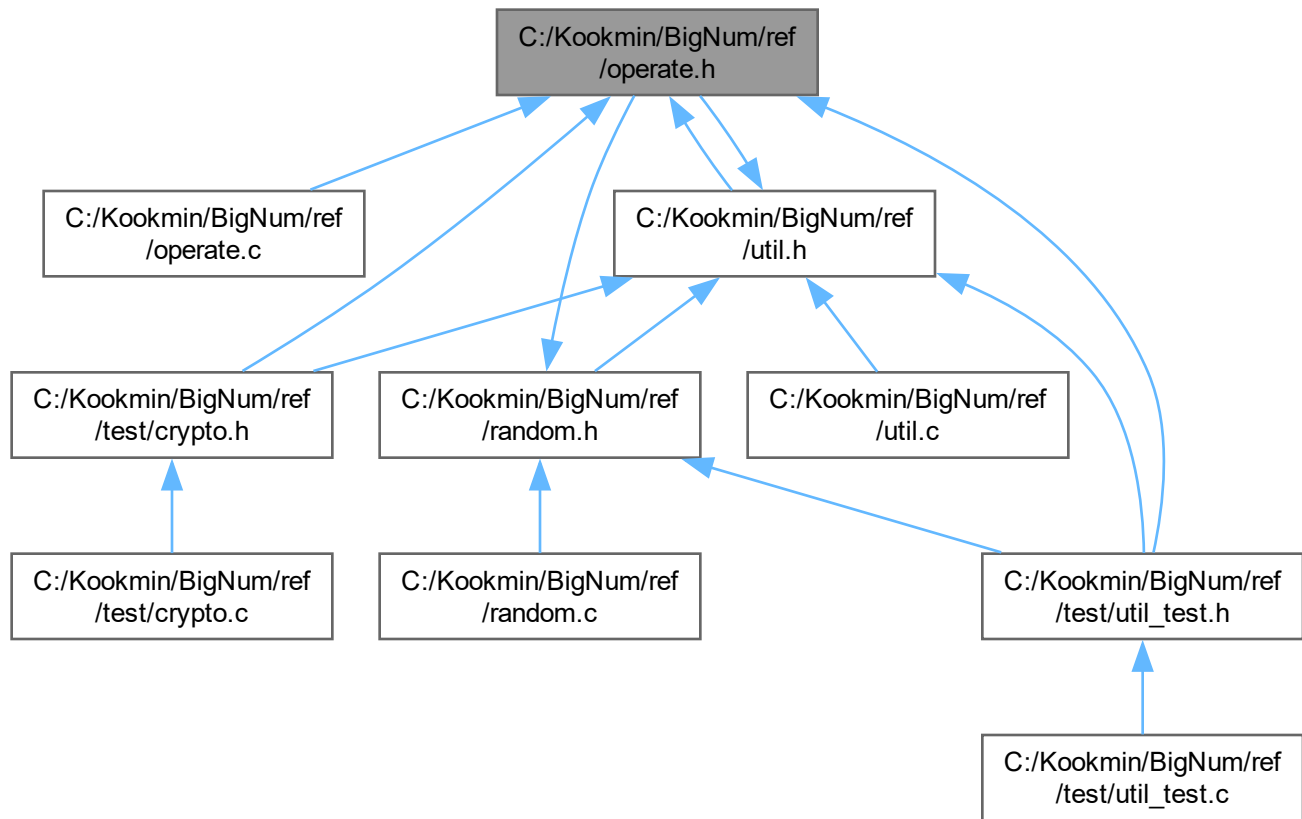 C:/Kookmin/BigNum/ref
/operate.h
C:/Kookmin/BigNum/ref
/operate.c
C:/Kookmin/BigNum/ref
/util.h
C:/Kookmin/BigNum/ref
/test/crypto.h
C:/Kookmin/BigNum/ref
/random.h
C:/Kookmin/BigNum/ref
/util.c
C:/Kookmin/BigNum/ref
/test/crypto.c
C:/Kookmin/BigNum/ref
/random.c
C:/Kookmin/BigNum/ref
/test/util_test.h
C:/Kookmin/BigNum/ref
/test/util_test.c